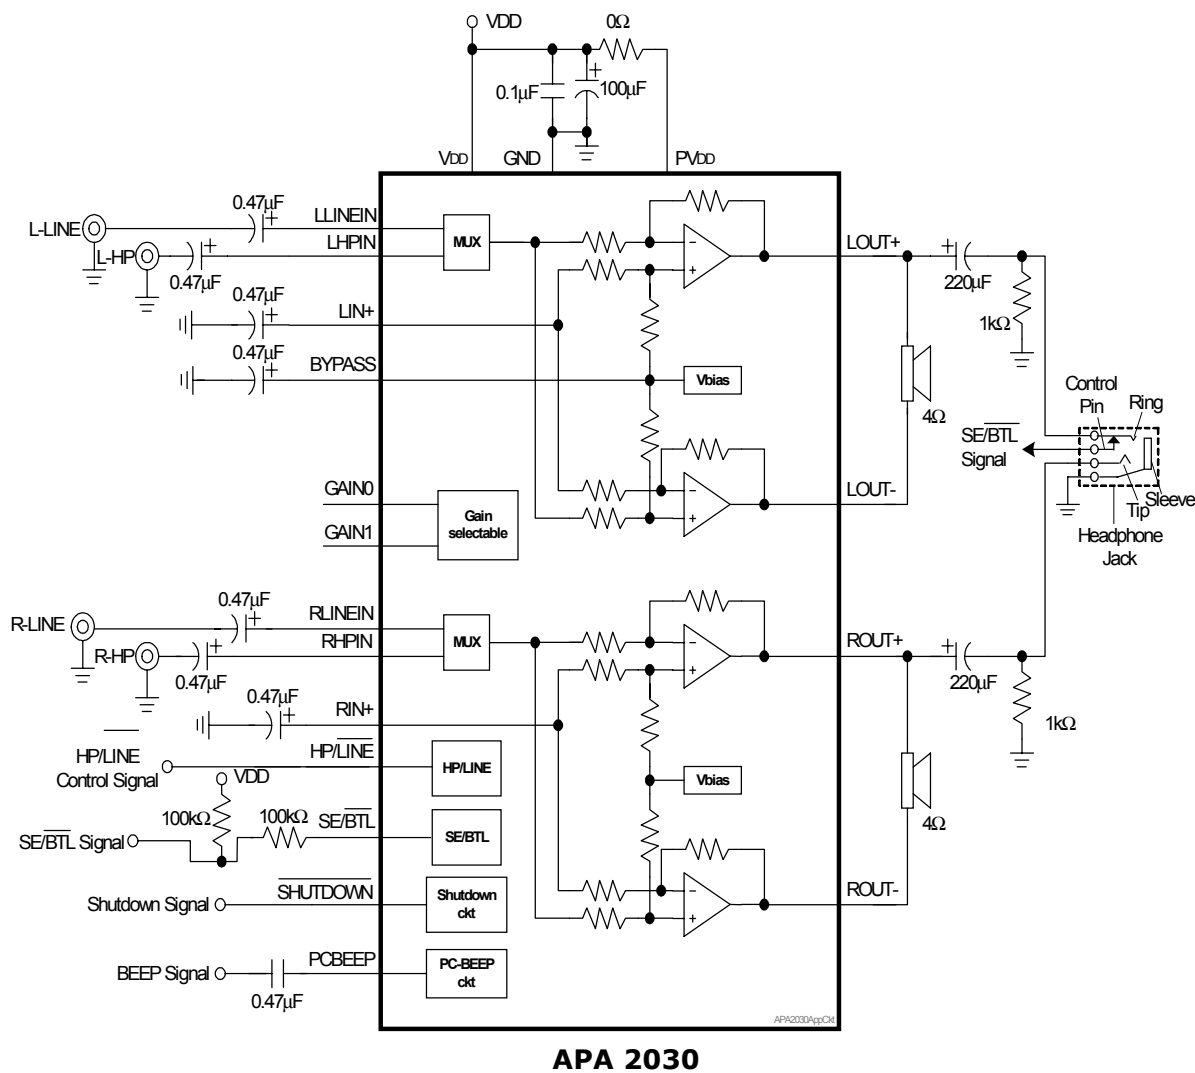 VDD
0Ω
0.1µF
100µF
VDD
GND
PVDD
0.47µF
L-LINE
LLINEIN
LHPIN
MUX
L-HP
0.47µF
LOUT+
220µF
1kΩ
0.47µF
LIN+
0.47µF
BYPASS
Vbias
4Ω
Control
Pin
Ring
SE/BTL
Signal
Tip
Sleeve
Headphone
Jack
GAIN0
GAIN1
Gain
selectable
LOUT-
0.47µF
R-LINE
RLINEIN
RHPIN
MUX
R-HP
0.47µF
ROUT+
220µF
1kΩ
0.47µF
RIN+
HP/LINE
Control Signal
HP/LINE
HP/LINE
Vbias
VDD
100kΩ
100kΩ
SE/BTL Signal
SE/BTL
SE/BTL
4Ω
Shutdown Signal
SHUTDOWN
Shutdown
ckt
ROUT-
BEEP Signal
0.47µF
PCBEEP
PC-BEEP
ckt
APA2030AppCkt
APA 2030